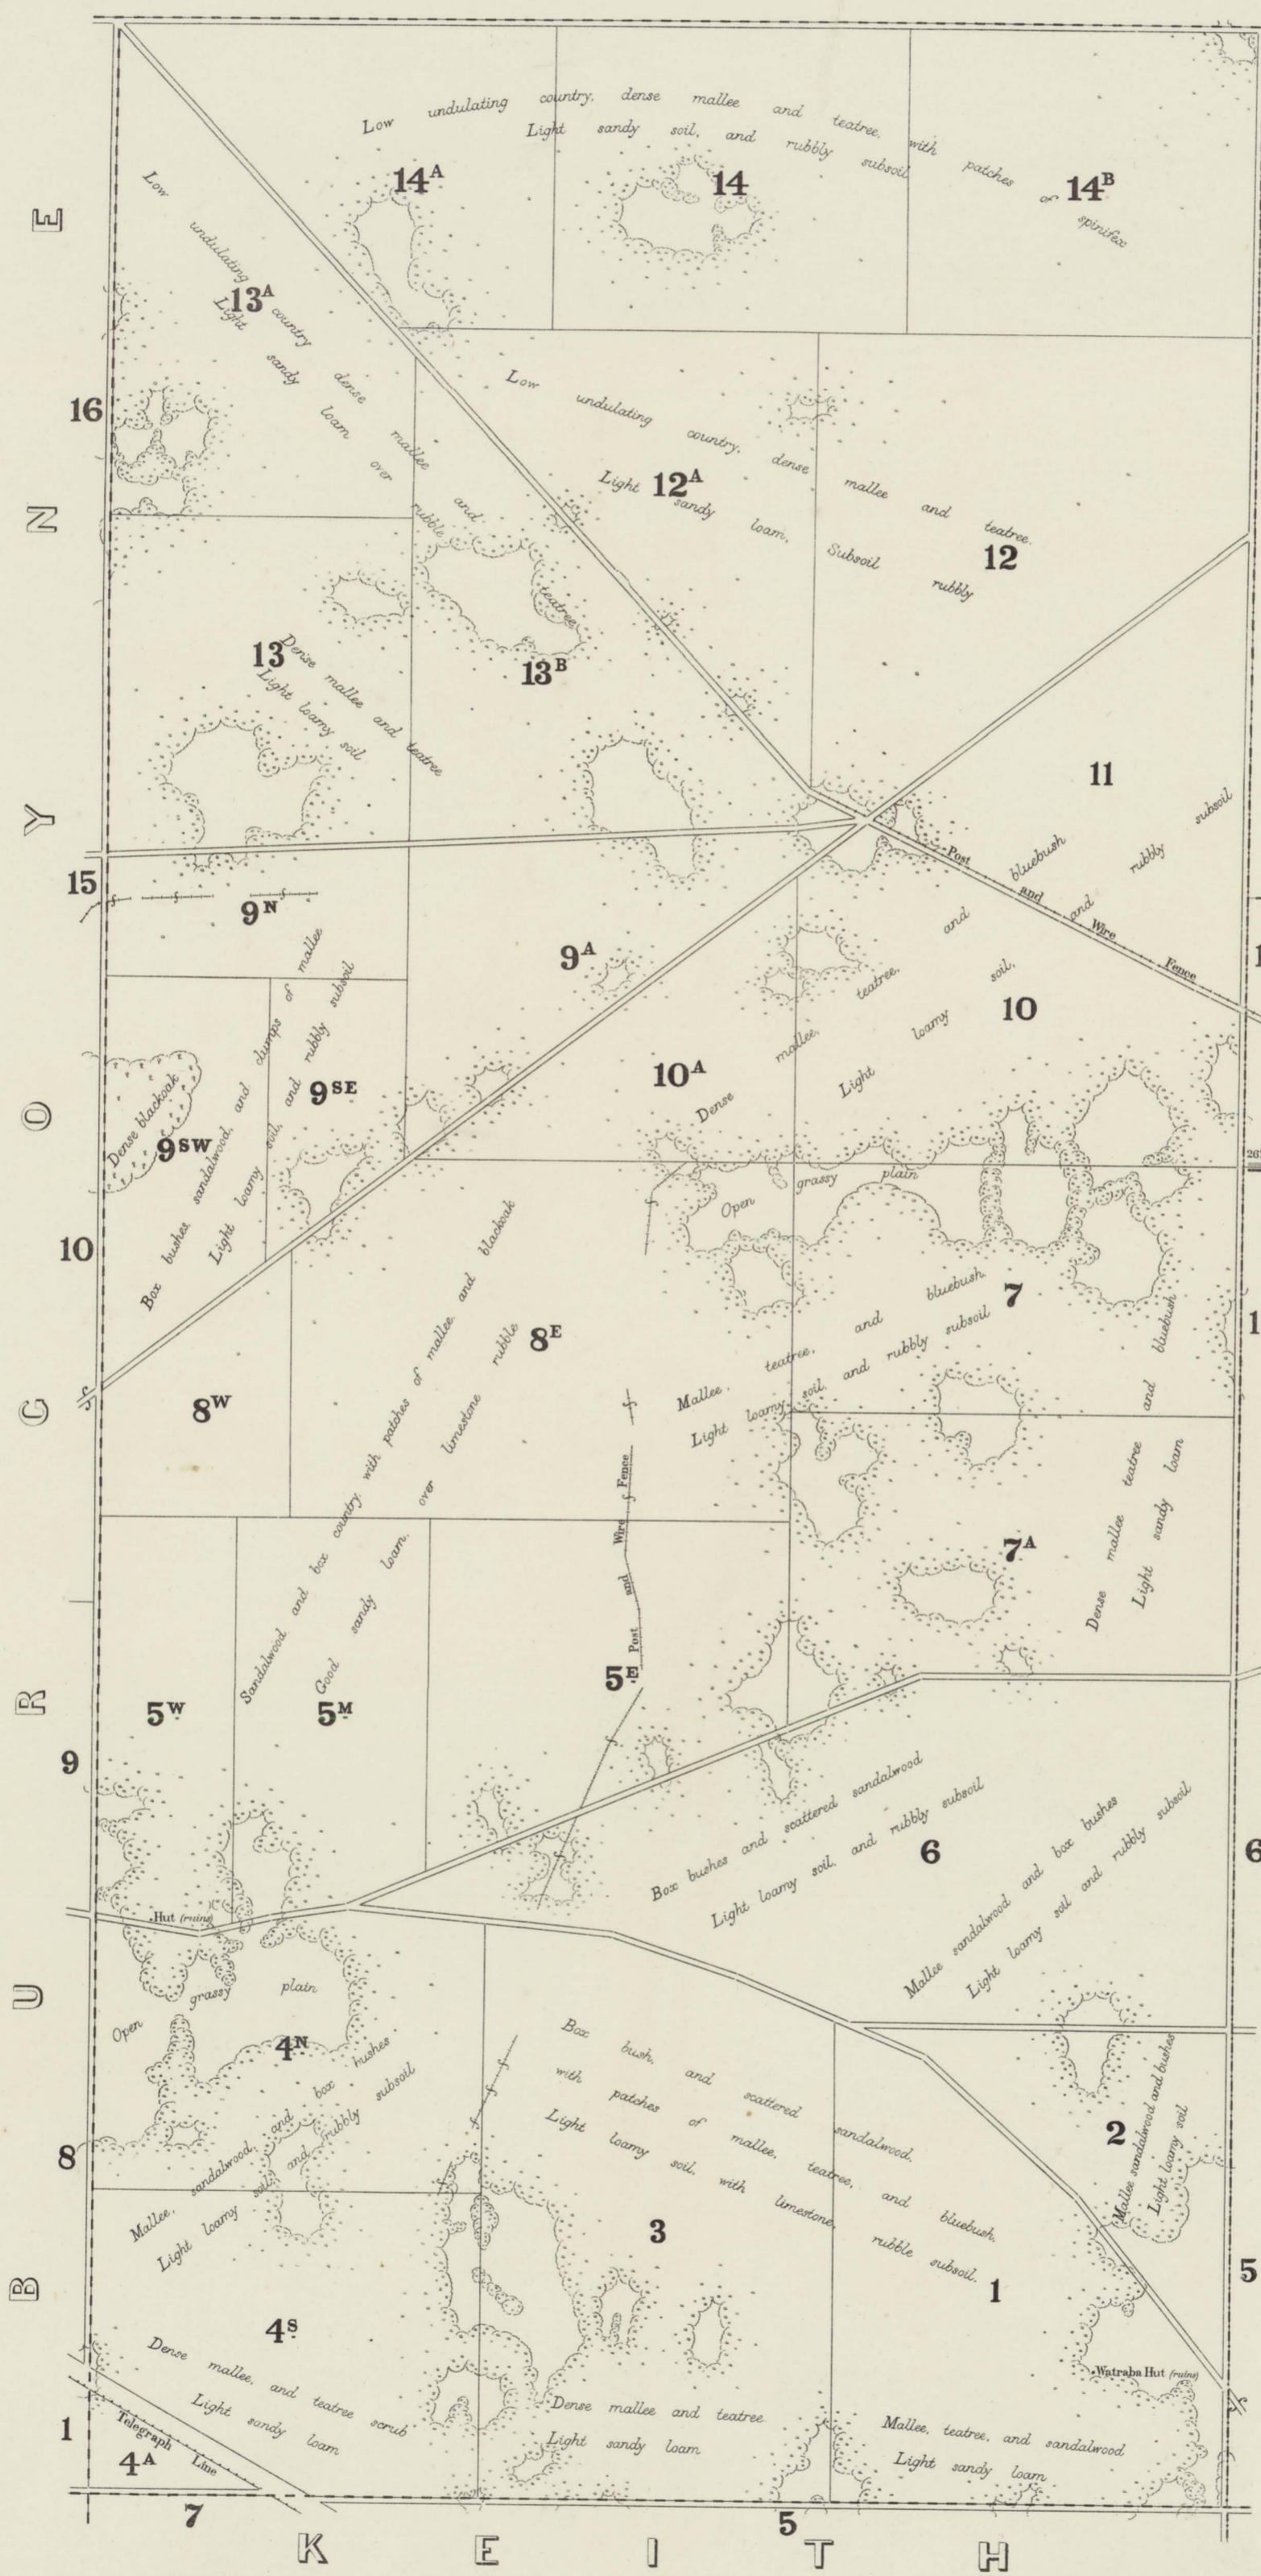 Low undulating country, dense mallee and teatree, with patches of spinifex
Light sandy soil, and rubbly subsoil
14A
14
14B
Low undulating country dense mallee and teatree
Light sandy loam over rubble
13A
16
Low undulating country, dense mallee and teatree.
Light sandy loam, Subsoil rubbly
12A
12
13
Dense mallee and teatree
Light loamy soil
13B
11
15
9N
9A
Post and Wire Fence
Dense mallee, teatree, and bluebush
Light loamy soil, and rubbly subsoil
10
10A
Dense blackoak
9SW
9SE
Box bushes sandalwood, and clumps of mallee
Light loamy soil, and rubbly subsoil
10
Open grassy plain
7
Mallee, teatree, and bluebush
Light loamy soil, and rubbly subsoil
8E
8W
Sandalwood and box country, with patches of mallee and blackoak
Good sandy loam, over limestone rubble
Post and Wire Fence
7A
Dense mallee teatree and bluebush
Light sandy loam
5W
5M
5E
9
Box bushes and scattered sandalwood
Light loamy soil, and rubbly subsoil
6
6
Mallee sandalwood and box bushes
Light loamy soil and rubbly subsoil
Hut (ruins)
Open grassy plain
4N
Mallee, sandalwood, and box bushes
Light loamy soil, and rubbly subsoil
8
Box bush, and scattered sandalwood,
with patches of mallee, teatree, and bluebush,
Light loamy soil, with limestone, rubble subsoil.
2
Mallee sandalwood and bushes
Light loamy soil
3
1
5
4S
Watraba Hut (ruins)
Dense mallee, and teatree scrub
Light sandy loam
Dense mallee and teatree
Light sandy loam
Mallee, teatree, and sandalwood
Light sandy loam
1
Telegraph Line
4A
7
5
BURGOYNE
KEITH